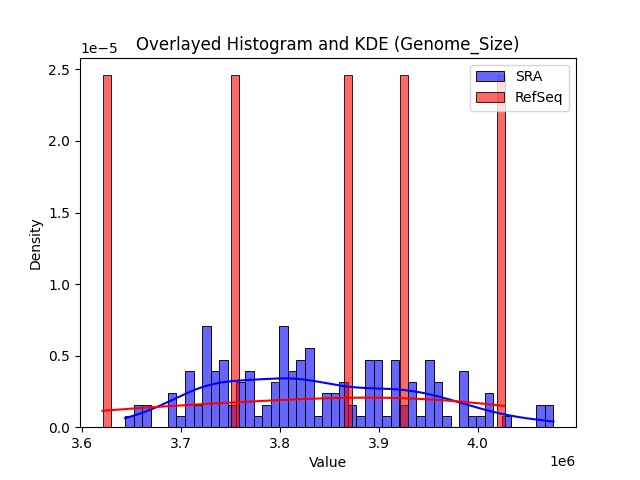 Overlayed Histogram and KDE (Genome_Size)
1e−5
2.5
2.0
1.5
1.0
0.5
0.0
Density
SRA
RefSeq
3.6 3.7 3.8 3.9 4.0
1e6
Value